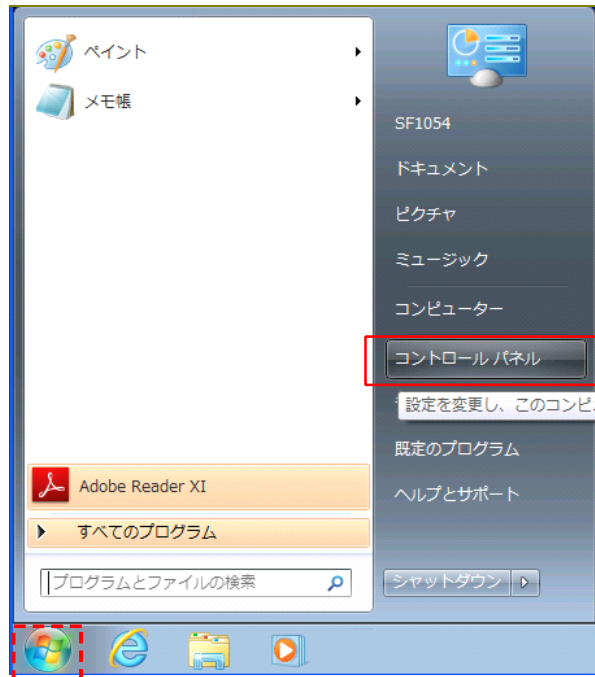 ペイント
メモ帳
Adobe Reader XI
すべてのプログラム
プログラムとファイルの検索
SF1054
ドキュメント
ピクチャ
ミュージック
コンピューター
コントロール パネル
設定を変更し、このコンピ
既定のプログラム
ヘルプとサポート
シャットダウン